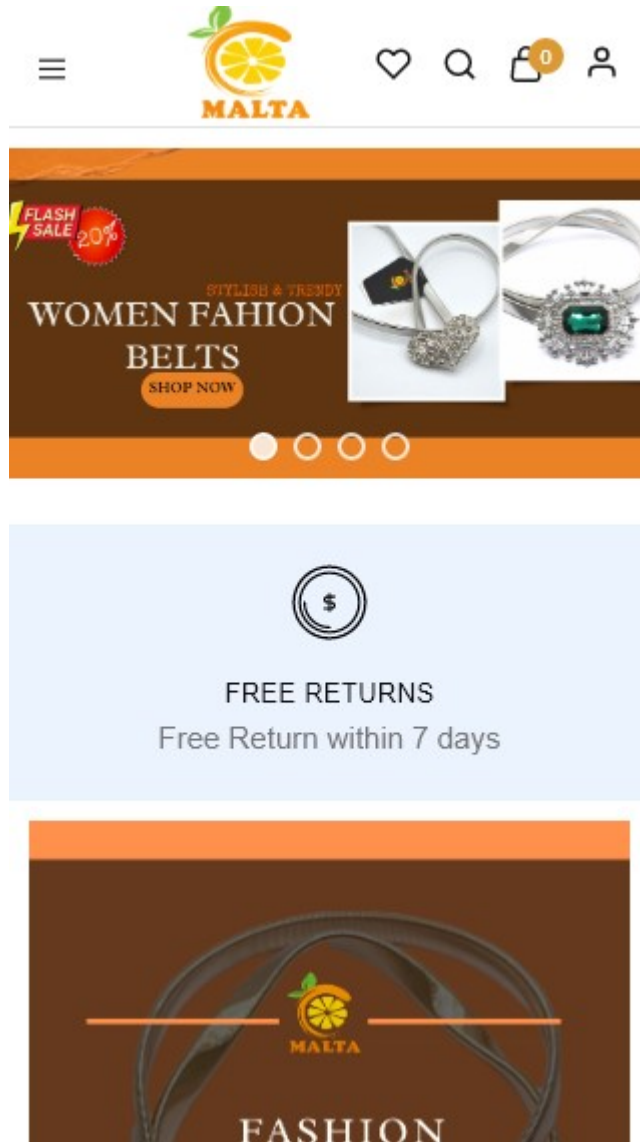 MALTA
0
FLASH
SALE
20%
STYLISH & TRENDY
WOMEN FAHION
BELTS
SHOP NOW
$
FREE RETURNS
Free Return within 7 days
MALTA
FASHION